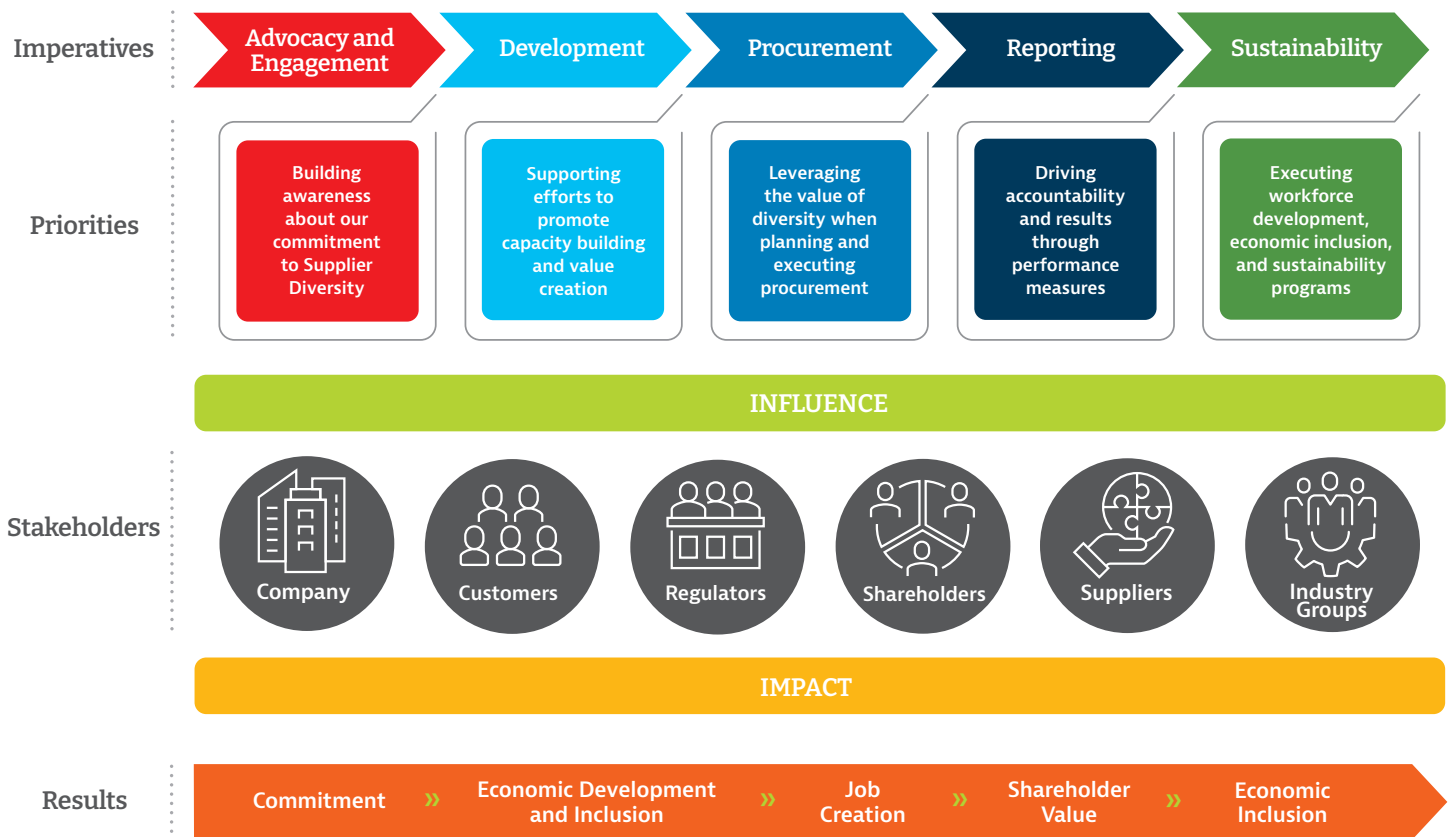 Imperatives
Advocacy and
Engagement
Development
Procurement
Reporting
Sustainability
Priorities
Building
awareness
about our
commitment
to Supplier
Diversity
Supporting
efforts to
promote
capacity building
and value
creation
Leveraging
the value of
diversity when
planning and
executing
procurement
Driving
accountability
and results
through
performance
measures
Executing
workforce
development,
economic inclusion,
and sustainability
programs
INFLUENCE
Stakeholders
Company
Customers
Regulators
Shareholders
Suppliers
Industry
Groups
IMPACT
Results
Commitment
»
Economic Development
and Inclusion
»
Job
Creation
»
Shareholder
Value
»
Economic
Inclusion